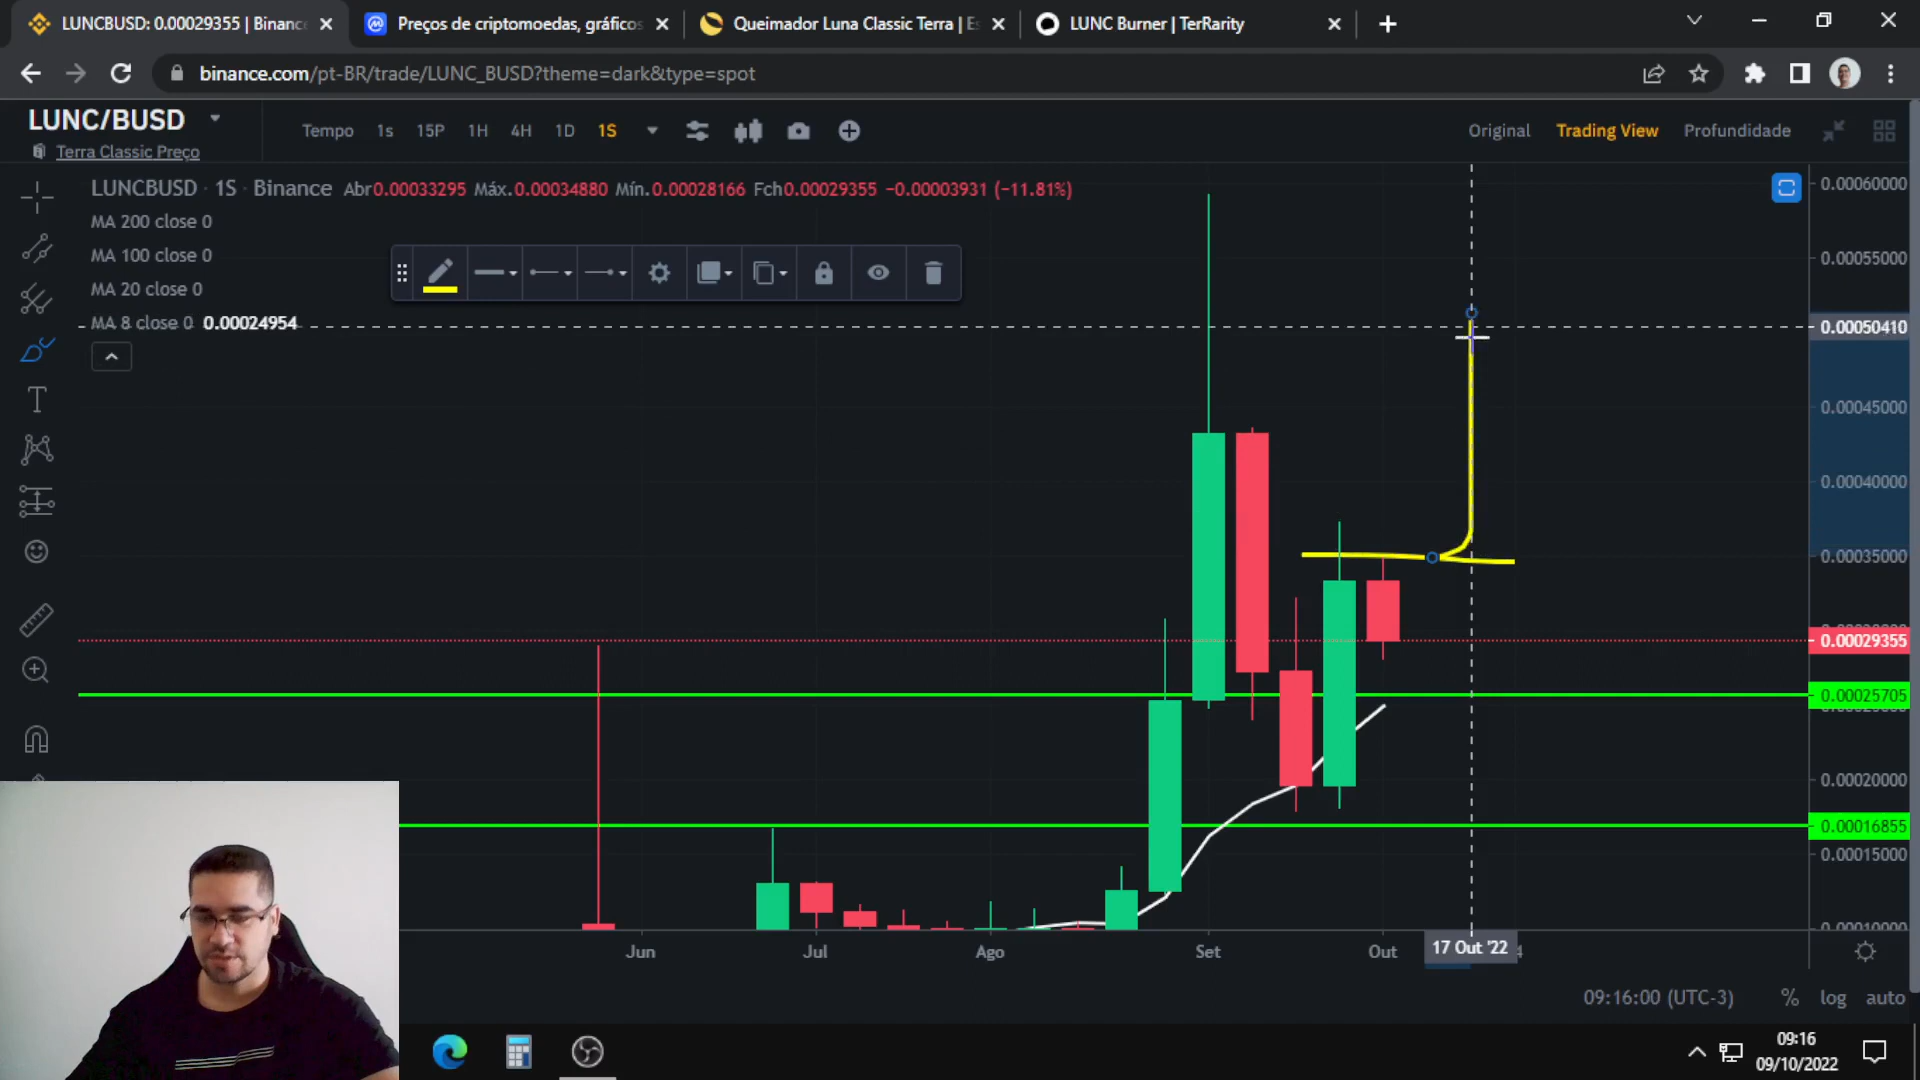 LUNCBUSD: 0.00029355 | Binance
Preços de criptomoedas, gráficos
Queimador Luna Classic Terra | Es
LUNC Burner | TerRarity
binance.com/pt-BR/trade/LUNC_BUSD?theme=dark&type=spot
LUNC/BUSD
Terra Classic Preço
Tempo 1s 15P 1H 4H 1D 1S
Original Trading View Profundidade
LUNCBUSD · 1S · Binance Abr0.00033295 Máx.0.00034880 Mín.0.00028166 Fch0.00029355 −0.00003931 (−11.81%)
MA 200 close 0
MA 100 close 0
MA 20 close 0
MA 8 close 0 0.00024954
0.00060000
0.00055000
0.00050410
0.00045000
0.00040000
0.00035000
0.00029355
0.00025705
0.00020000
0.00016855
0.00015000
0.00010000
Jun Jul Ago Set Out 17 Out '22
09:16:00 (UTC-3) % log auto
09:16
09/10/2022